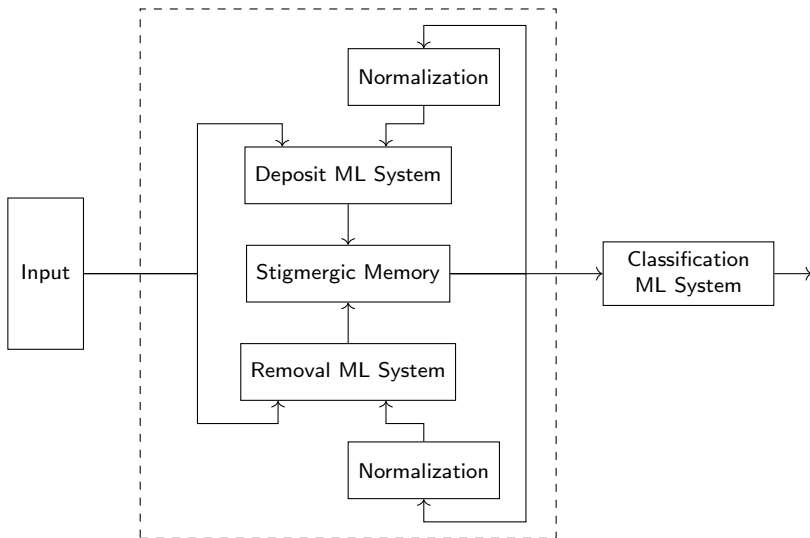 Normalization
Deposit ML System
Input
Stigmergic Memory
Classification
ML System
Removal ML System
Normalization